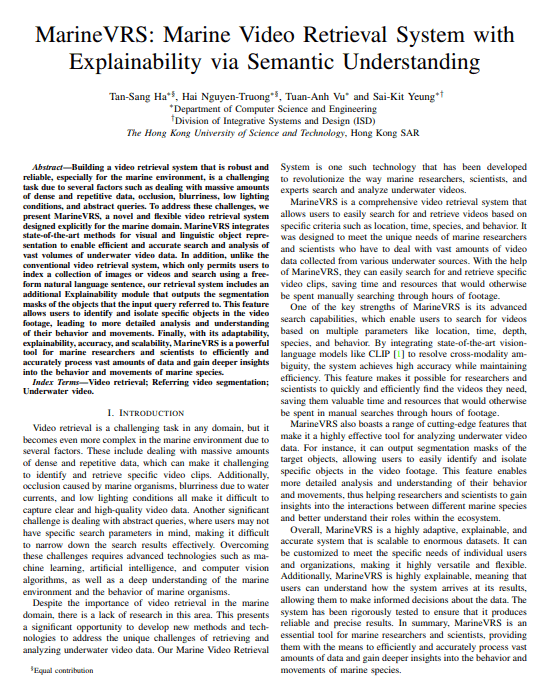 MarineVRS: Marine Video Retrieval System with
Explainability via Semantic Understanding
Tan-Sang Ha*§, Hai Nguyen-Truong*§, Tuan-Anh Vu* and Sai-Kit Yeung*†
*Department of Computer Science and Engineering
†Division of Integrative Systems and Design (ISD)
The Hong Kong University of Science and Technology, Hong Kong SAR
Abstract—Building a video retrieval system that is robust and
reliable, especially for the marine environment, is a challenging
task due to several factors such as dealing with massive amounts
of dense and repetitive data, occlusion, blurriness, low lighting
conditions, and abstract queries. To address these challenges, we
present MarineVRS, a novel and flexible video retrieval system
designed explicitly for the marine domain. MarineVRS integrates
state-of-the-art methods for visual and linguistic object repre-
sentation to enable efficient and accurate search and analysis of
vast volumes of underwater video data. In addition, unlike the
conventional video retrieval system, which only permits users to
index a collection of images or videos and search using a free-
form natural language sentence, our retrieval system includes an
additional Explainability module that outputs the segmentation
masks of the objects that the input query referred to. This feature
allows users to identify and isolate specific objects in the video
footage, leading to more detailed analysis and understanding
of their behavior and movements. Finally, with its adaptability,
explainability, accuracy, and scalability, MarineVRS is a powerful
tool for marine researchers and scientists to efficiently and
accurately process vast amounts of data and gain deeper insights
into the behavior and movements of marine species.
Index Terms—Video retrieval; Referring video segmentation;
Underwater video.
I. INTRODUCTION
Video retrieval is a challenging task in any domain, but it
becomes even more complex in the marine environment due to
several factors. These include dealing with massive amounts
of dense and repetitive data, which can make it challenging
to identify and retrieve specific video clips. Additionally,
occlusion caused by marine organisms, blurriness due to water
currents, and low lighting conditions all make it difficult to
capture clear and high-quality video data. Another significant
challenge is dealing with abstract queries, where users may not
have specific search parameters in mind, making it difficult
to narrow down the search results effectively. Overcoming
these challenges requires advanced technologies such as ma-
chine learning, artificial intelligence, and computer vision
algorithms, as well as a deep understanding of the marine
environment and the behavior of marine organisms.
Despite the importance of video retrieval in the marine
domain, there is a lack of research in this area. This presents
a significant opportunity to develop new methods and tech-
nologies to address the unique challenges of retrieving and
analyzing underwater video data. Our Marine Video Retrieval
§Equal contribution
System is one such technology that has been developed
to revolutionize the way marine researchers, scientists, and
experts search and analyze underwater videos.
MarineVRS is a comprehensive video retrieval system that
allows users to easily search for and retrieve videos based on
specific criteria such as location, time, species, and behavior. It
was designed to meet the unique needs of marine researchers
and scientists who have to deal with vast amounts of video
data collected from various underwater sources. With the help
of MarineVRS, they can easily search for and retrieve specific
video clips, saving time and resources that would otherwise
be spent manually searching through hours of footage.
One of the key strengths of MarineVRS is its advanced
search capabilities, which enable users to search for videos
based on multiple parameters like location, time, depth,
species, and behavior. By integrating state-of-the-art vision-
language models like CLIP [1] to resolve cross-modality am-
biguity, the system achieves high accuracy while maintaining
efficiency. This feature makes it possible for researchers and
scientists to quickly and efficiently find the videos they need,
saving them valuable time and resources that would otherwise
be spent in manual searches through hours of footage.
MarineVRS also boasts a range of cutting-edge features that
make it a highly effective tool for analyzing underwater video
data. For instance, it can output segmentation masks of the
target objects, allowing users to easily identify and isolate
specific objects in the video footage. This feature enables
more detailed analysis and understanding of their behavior
and movements, thus helping researchers and scientists to gain
insights into the interactions between different marine species
and better understand their roles within the ecosystem.
Overall, MarineVRS is a highly adaptive, explainable, and
accurate system that is scalable to enormous datasets. It can
be customized to meet the specific needs of individual users
and organizations, making it highly versatile and flexible.
Additionally, MarineVRS is highly explainable, meaning that
users can understand how the system arrives at its results,
allowing them to make informed decisions about the data. The
system has been rigorously tested to ensure that it produces
reliable and precise results. In summary, MarineVRS is an
essential tool for marine researchers and scientists, providing
them with the means to efficiently and accurately process vast
amounts of data and gain deeper insights into the behavior and
movements of marine species.